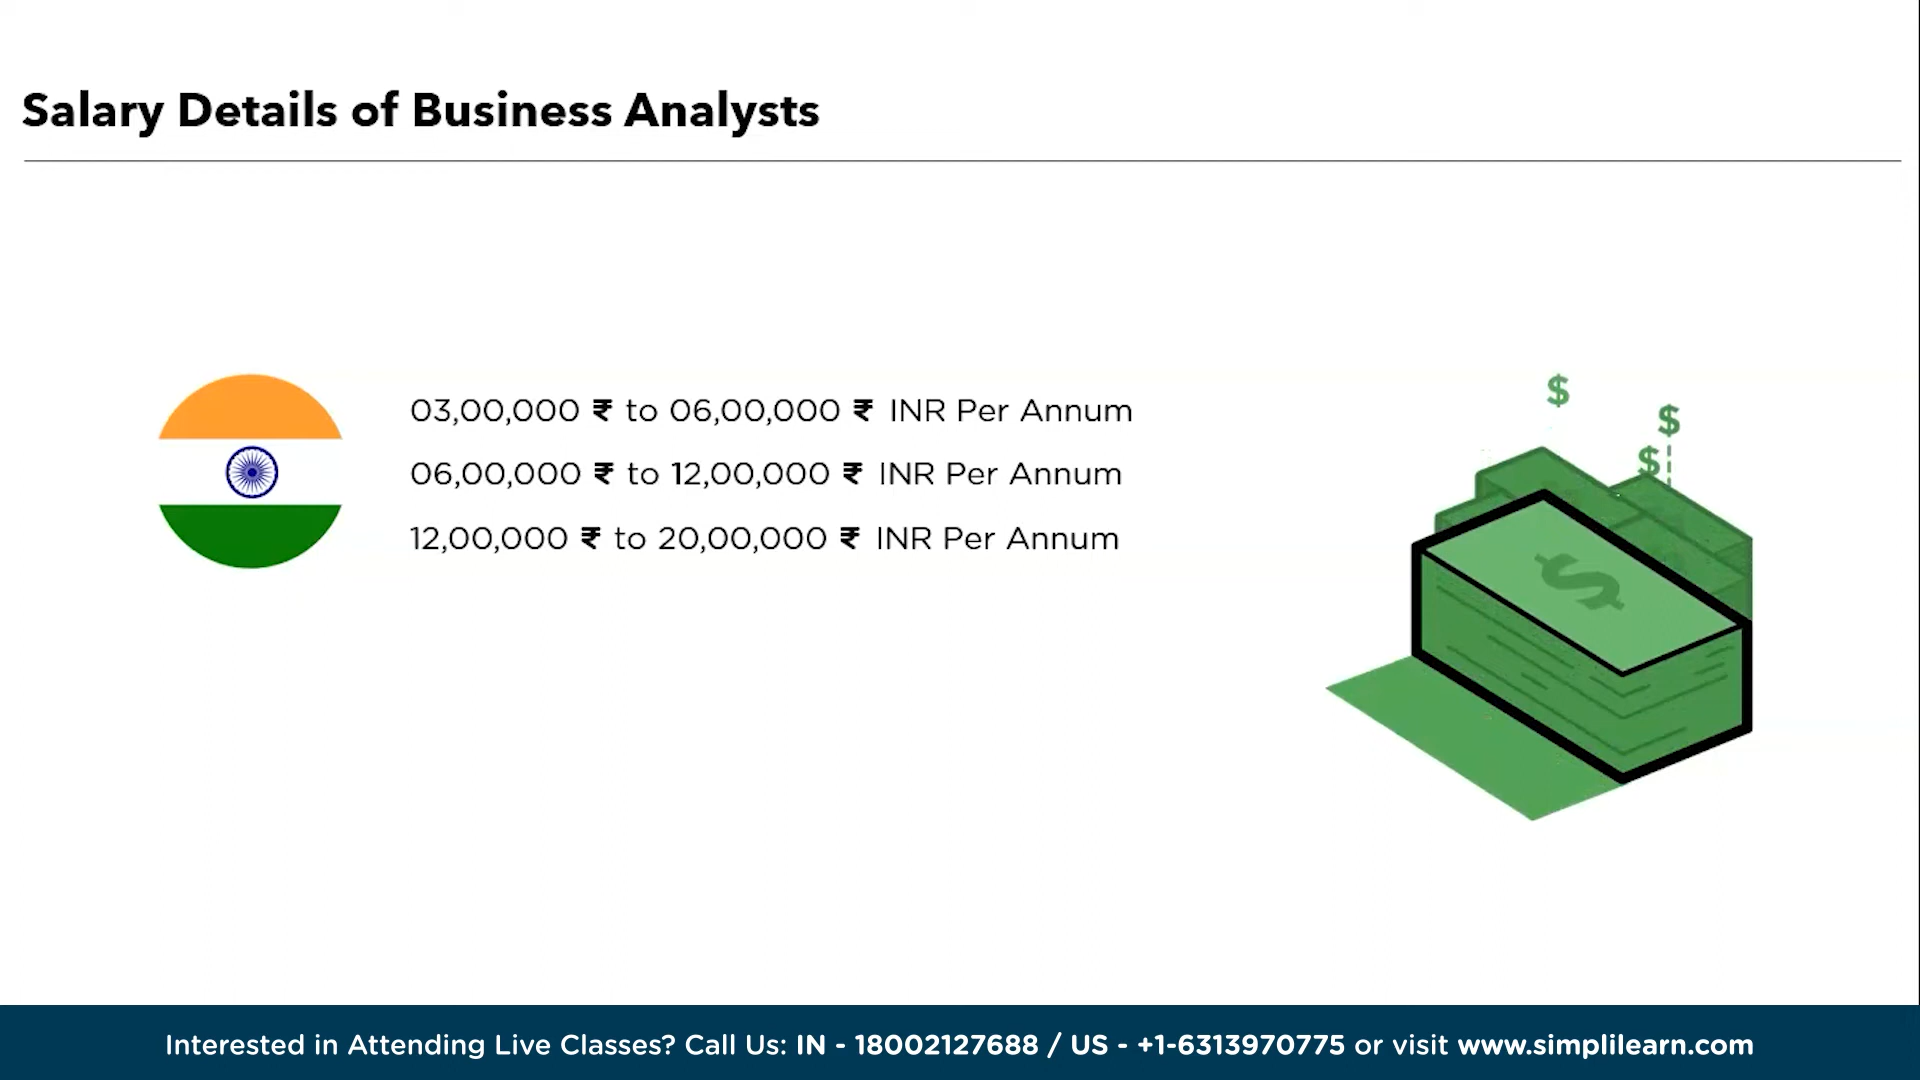 Salary Details of Business Analysts
$
$
$
03,00,000 ₹ to 06,00,000 ₹ INR Per Annum
06,00,000 ₹ to 12,00,000 ₹ INR Per Annum
12,00,000 ₹ to 20,00,000 ₹ INR Per Annum
$
Interested in Attending Live Classes? Call Us: IN - 18002127688 / US - +1-6313970775 or visit www.simplilearn.com